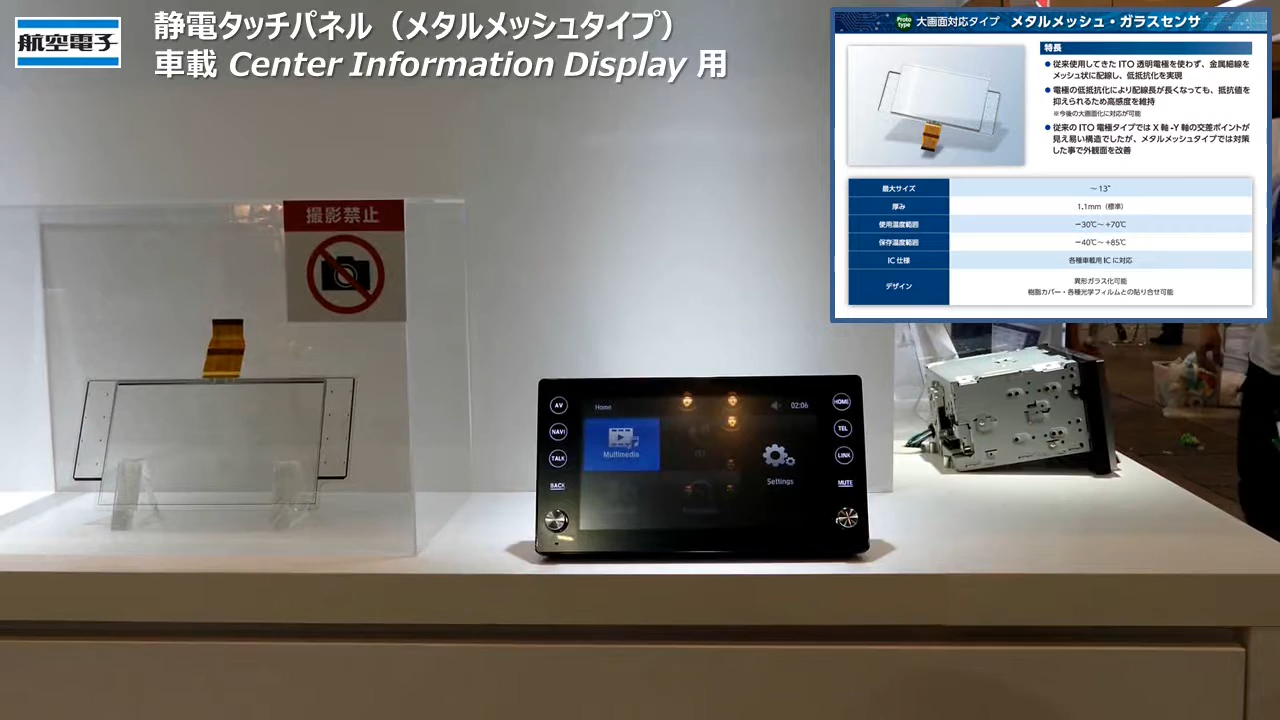 航空電子
静電タッチパネル（メタルメッシュタイプ）
車載 Center Information Display 用
Proto type 大画面対応タイプ メタルメッシュ・ガラスセンサ
特長
● 従来使用してきた ITO 透明電極を使わず、金属細線を
メッシュ状に配線し、低抵抗化を実現
● 電極の低抵抗化により配線長が長くなっても、抵抗値を
抑えられるため高感度を維持
※今後の大画面化に対応が可能
● 従来の ITO 電極タイプでは X 軸 -Y 軸の交差ポイントが
見え易い構造でしたが、メタルメッシュタイプでは対策
した事で外観面を改善
最大サイズ ～13"
厚み 1.1mm（標準）
使用温度範囲 －30℃～ +70℃
保存温度範囲 －40℃～ +85℃
IC 仕様 各種車載用 IC に対応
デザイン 異形ガラス化可能
樹脂カバー・各種光学フィルムとの貼り合せ可能
撮影禁止
AV
NAVI
TALK
BACK
Home
02:06
Multimedia
Settings
HOME
TEL
LINK
MUTE